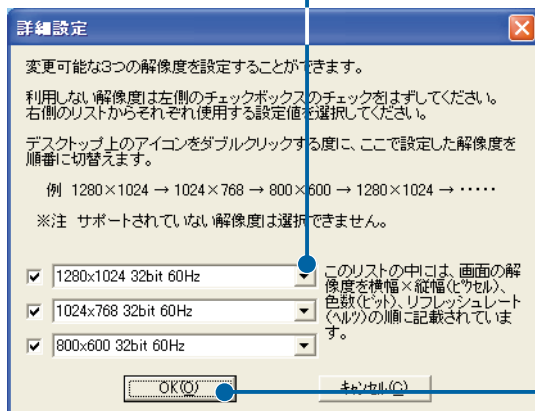 詳細設定
変更可能な3つの解像度を設定することができます。
利用しない解像度は左側のチェックボックスのチェックをはずしてください。
右側のリストからそれぞれ使用する設定値を選択してください。
デスクトップ上のアイコンをダブルクリックする度に、ここで設定した解像度を
順番に切替えます。
例 1280×1024 → 1024×768 → 800×600 → 1280×1024 → ・・・・・
※注 サポートされていない解像度は選択できません。
1280x1024 32bit 60Hz
1024x768 32bit 60Hz
800x600 32bit 60Hz
このリストの中には、画面の解
像度を横幅×縦幅(ピクセル)、
色数(ビット)、リフレッシュレート
(ヘルツ)の順に記載されていま
す。
OK(O)
キャンセル(C)